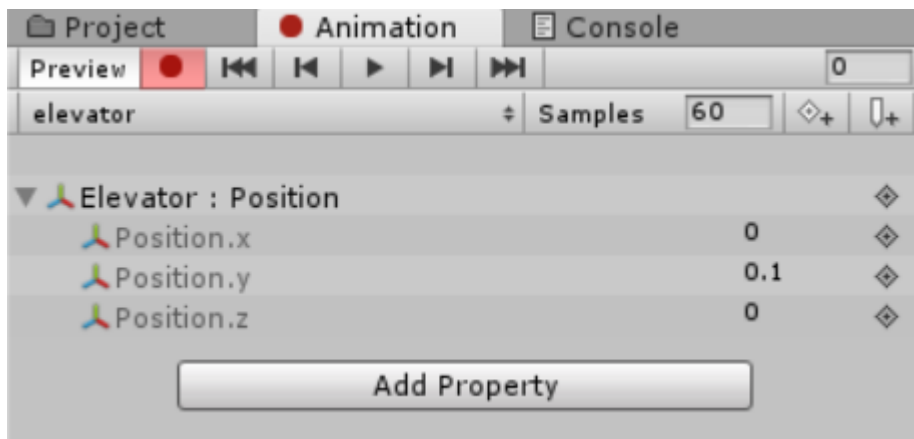 Project Animation Console
Preview 0
elevator Samples 60
Elevator : Position
Position.x 0
Position.y 0.1
Position.z 0
Add Property